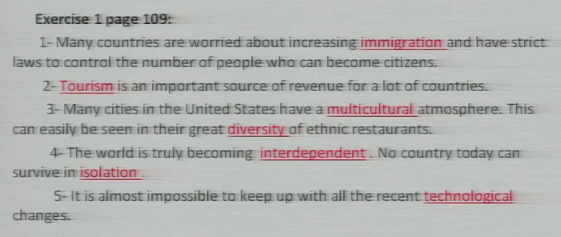 Exercise 1 page 109:
1- Many countries are worried about increasing immigration and have strict
laws to control the number of people who can become citizens.
2- Tourism is an important source of revenue for a lot of countries.
3- Many cities in the United States have a multicultural atmosphere. This
can easily be seen in their great diversity of ethnic restaurants.
4- The world is truly becoming interdependent . No country today can
survive in isolation .
5- It is almost impossible to keep up with all the recent technological
changes.